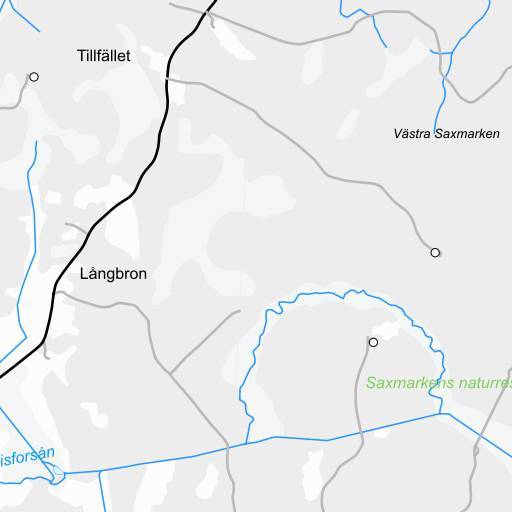 Tillfället
Västra Saxmarken
Långbron
Saxmarkens naturres
isforsån